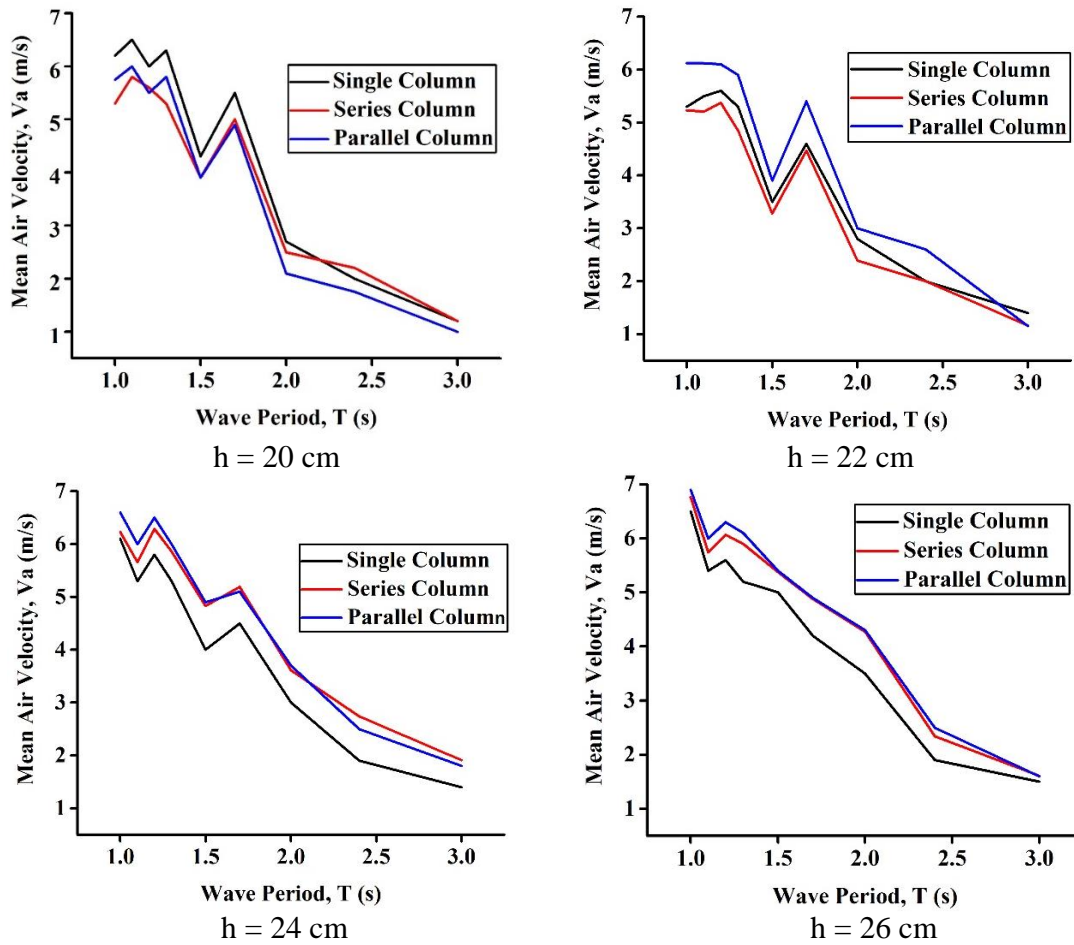 Mean Air Velocity, Va (m/s)
7
6
5
4
3
2
1
Single Column
Series Column
Parallel Column
1.0 1.5 2.0 2.5 3.0
Wave Period, T (s)
h = 20 cm
Mean Air Velocity, Va (m/s)
7
6
5
4
3
2
1
Single Column
Series Column
Parallel Column
1.0 1.5 2.0 2.5 3.0
Wave Period, T (s)
h = 22 cm
Mean Air Velocity, Va (m/s)
7
6
5
4
3
2
1
Single Column
Series Column
Parallel Column
1.0 1.5 2.0 2.5 3.0
Wave Period, T (s)
h = 24 cm
Mean Air Velocity, Va (m/s)
7
6
5
4
3
2
1
Single Column
Series Column
Parallel Column
1.0 1.5 2.0 2.5 3.0
Wave Period, T (s)
h = 26 cm